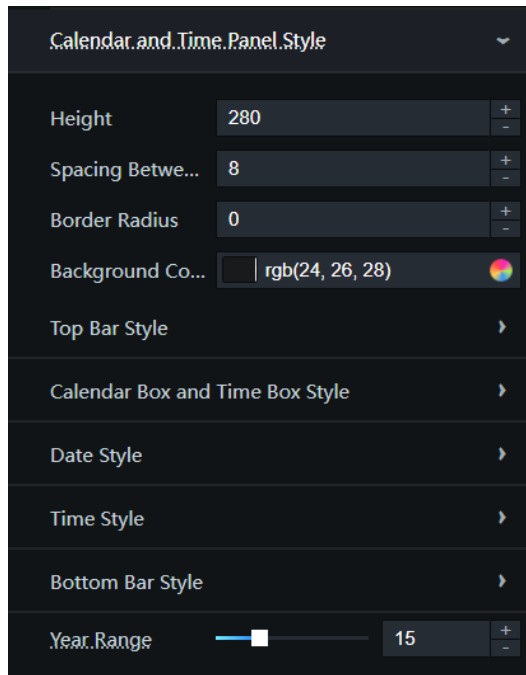 Calendar and Time Panel Style
Height 280 + -
Spacing Betwe... 8 + -
Border Radius 0 + -
Background Co... rgb(24, 26, 28)
Top Bar Style
Calendar Box and Time Box Style
Date Style
Time Style
Bottom Bar Style
Year Range 15 + -